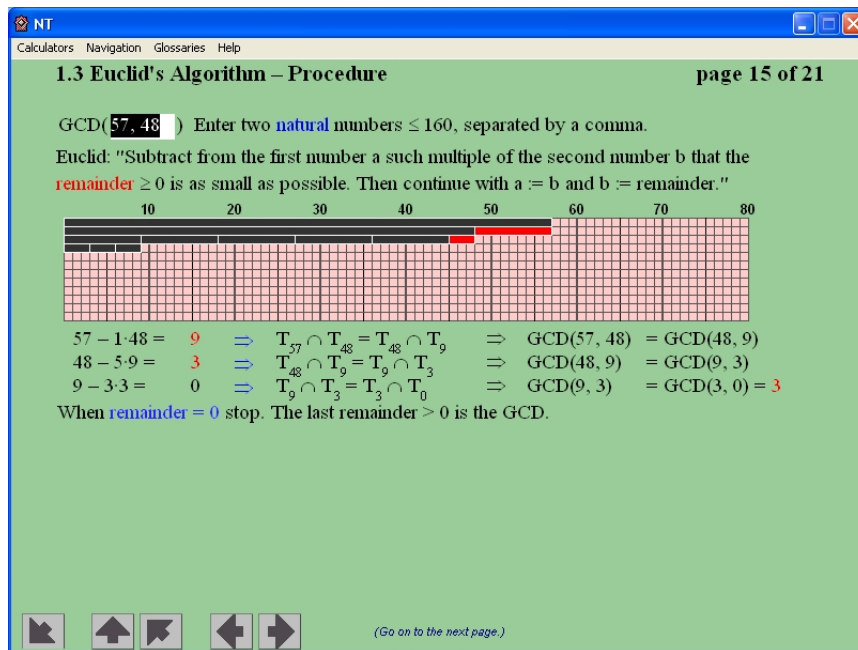 NT
Calculators Navigation Glossaries Help
1.3 Euclid's Algorithm – Procedure page 15 of 21
GCD(57, 48 ) Enter two natural numbers ≤ 160, separated by a comma.
Euclid: "Subtract from the first number a such multiple of the second number b that the
remainder ≥ 0 is as small as possible. Then continue with a := b and b := remainder."
10 20 30 40 50 60 70 80
57 – 1·48 = 9 ⇒ T₅₇ ∩ T₄₈ = T₄₈ ∩ T₉ ⇒ GCD(57, 48) = GCD(48, 9)
48 – 5·9 = 3 ⇒ T₄₈ ∩ T₉ = T₉ ∩ T₃ ⇒ GCD(48, 9) = GCD(9, 3)
9 – 3·3 = 0 ⇒ T₉ ∩ T₃ = T₃ ∩ T₀ ⇒ GCD(9, 3) = GCD(3, 0) = 3
When remainder = 0 stop. The last remainder > 0 is the GCD.
(Go on to the next page.)